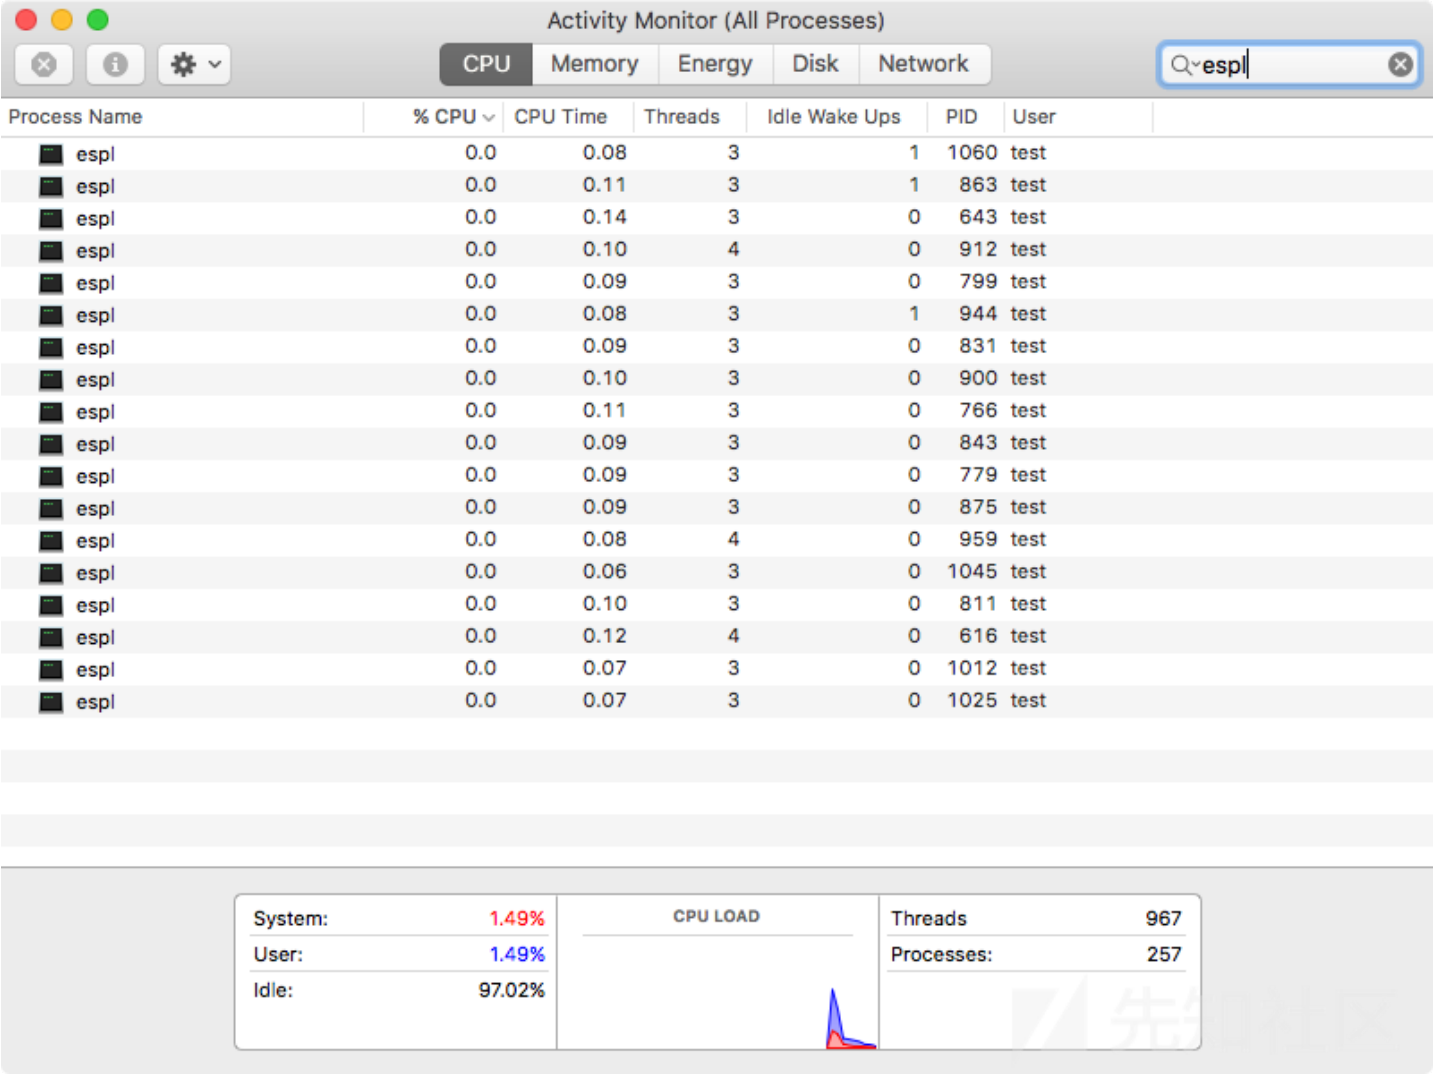 Activity Monitor (All Processes)
CPU Memory Energy Disk Network espl
Process Name % CPU CPU Time Threads Idle Wake Ups PID User
espl 0.0 0.08 3 1 1060 test
espl 0.0 0.11 3 1 863 test
espl 0.0 0.14 3 0 643 test
espl 0.0 0.10 4 0 912 test
espl 0.0 0.09 3 0 799 test
espl 0.0 0.08 3 1 944 test
espl 0.0 0.09 3 0 831 test
espl 0.0 0.10 3 0 900 test
espl 0.0 0.11 3 0 766 test
espl 0.0 0.09 3 0 843 test
espl 0.0 0.09 3 0 779 test
espl 0.0 0.09 3 0 875 test
espl 0.0 0.08 4 0 959 test
espl 0.0 0.06 3 0 1045 test
espl 0.0 0.10 3 0 811 test
espl 0.0 0.12 4 0 616 test
espl 0.0 0.07 3 0 1012 test
espl 0.0 0.07 3 0 1025 test
System: 1.49% CPU LOAD Threads 967
User: 1.49% Processes: 257
Idle: 97.02%
先知社区